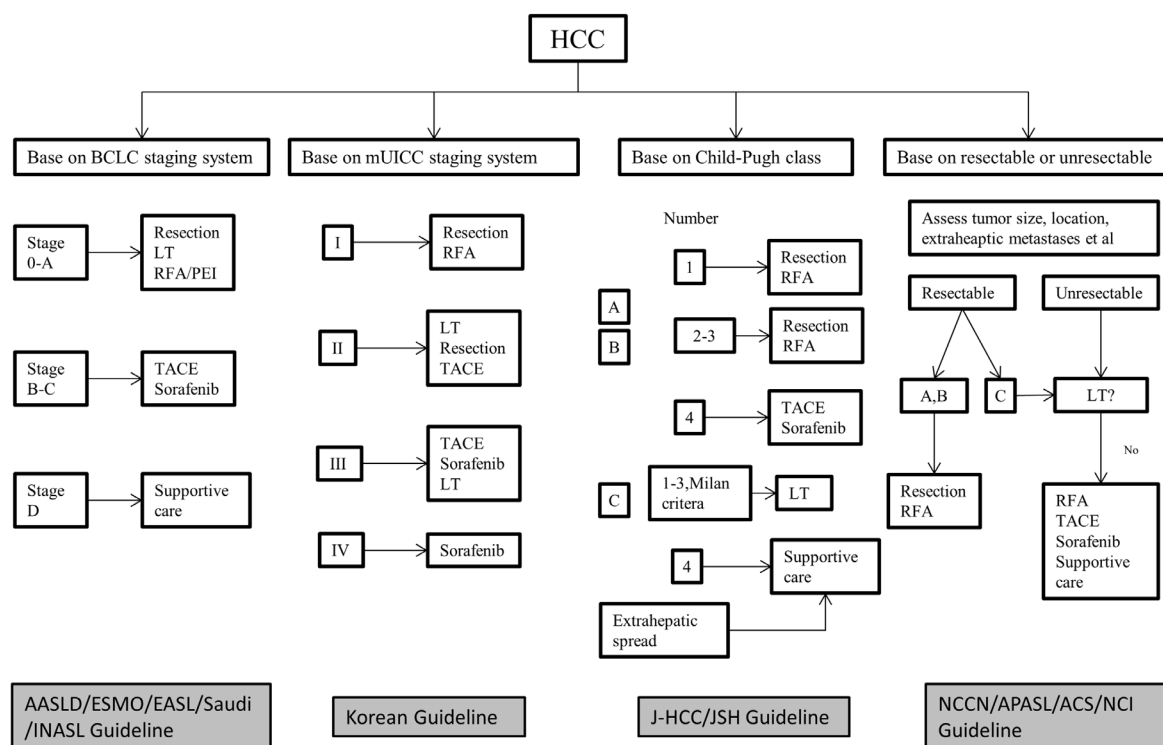 HCC
Base on BCLC staging system
Stage
0-A
Resection
LT
RFA/PEI
Stage
B-C
TACE
Sorafenib
Stage
D
Supportive
care
AASLD/ESMO/EASL/Saudi
/INASL Guideline
Base on mUICC staging system
I
Resection
RFA
II
LT
Resection
TACE
III
TACE
Sorafenib
LT
IV
Sorafenib
Korean Guideline
Base on Child-Pugh class
Number
A
B
1
Resection
RFA
2-3
Resection
RFA
4
TACE
Sorafenib
C
1-3,Milan
critera
LT
4
Supportive
care
Extrahepatic
spread
J-HCC/JSH Guideline
Base on resectable or unresectable
Assess tumor size, location,
extraheaptic metastases et al
Resectable
Unresectable
A,B
C
LT?
No
Resection
RFA
RFA
TACE
Sorafenib
Supportive
care
NCCN/APASL/ACS/NCI
Guideline